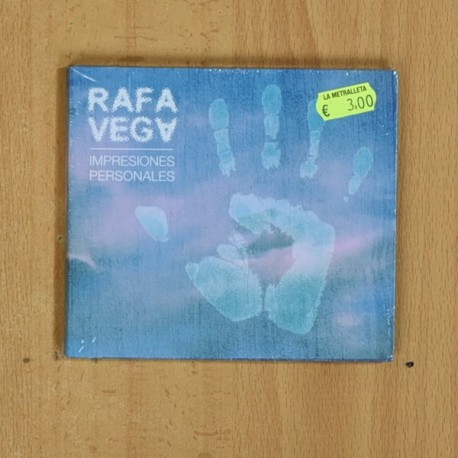 RAFA
VEGA
IMPRESIONES
PERSONALES
LA METRALLETA
€ 3.00